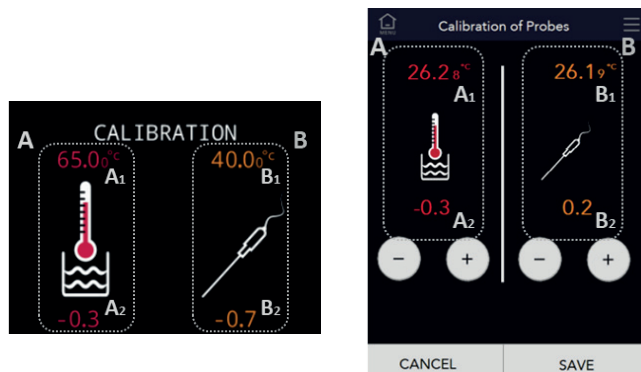 CALIBRATION
A
B
65.00°C
40.00°C
A1
B1
A2
B2
-0.3
-0.7
MENU
Calibration of Probes
A
B
26.28°C
26.19°C
A1
B1
-0.3
0.2
A2
B2
- + - +
CANCEL SAVE